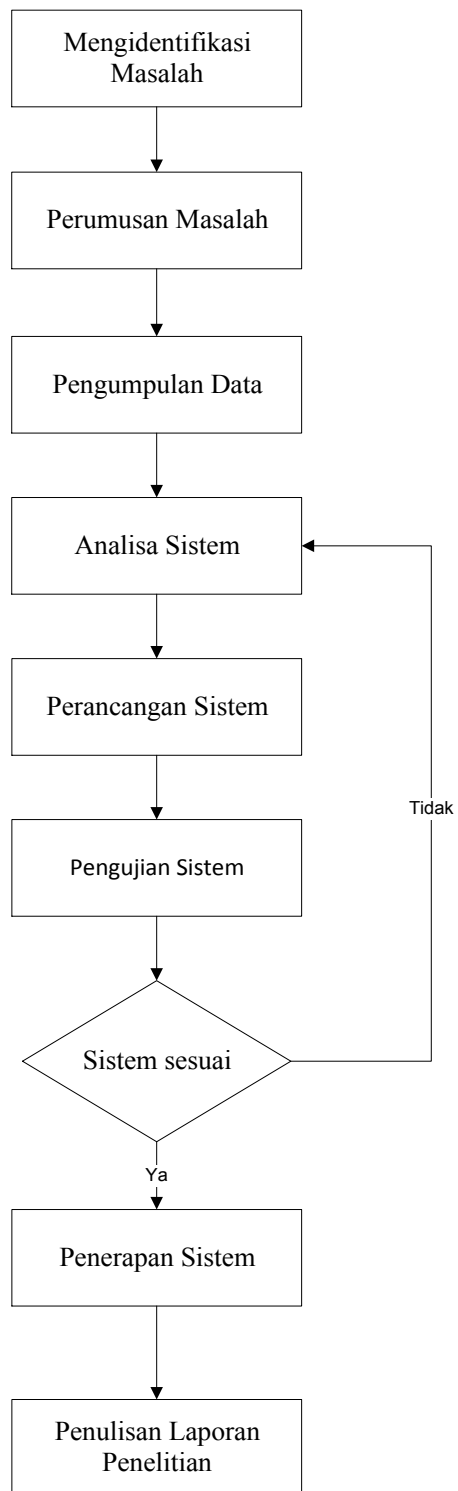 Mengidentifikasi
Masalah
Perumusan Masalah
Pengumpulan Data
Analisa Sistem
Perancangan Sistem
Tidak
Pengujian Sistem
Sistem sesuai
Ya
Penerapan Sistem
Penulisan Laporan
Penelitian